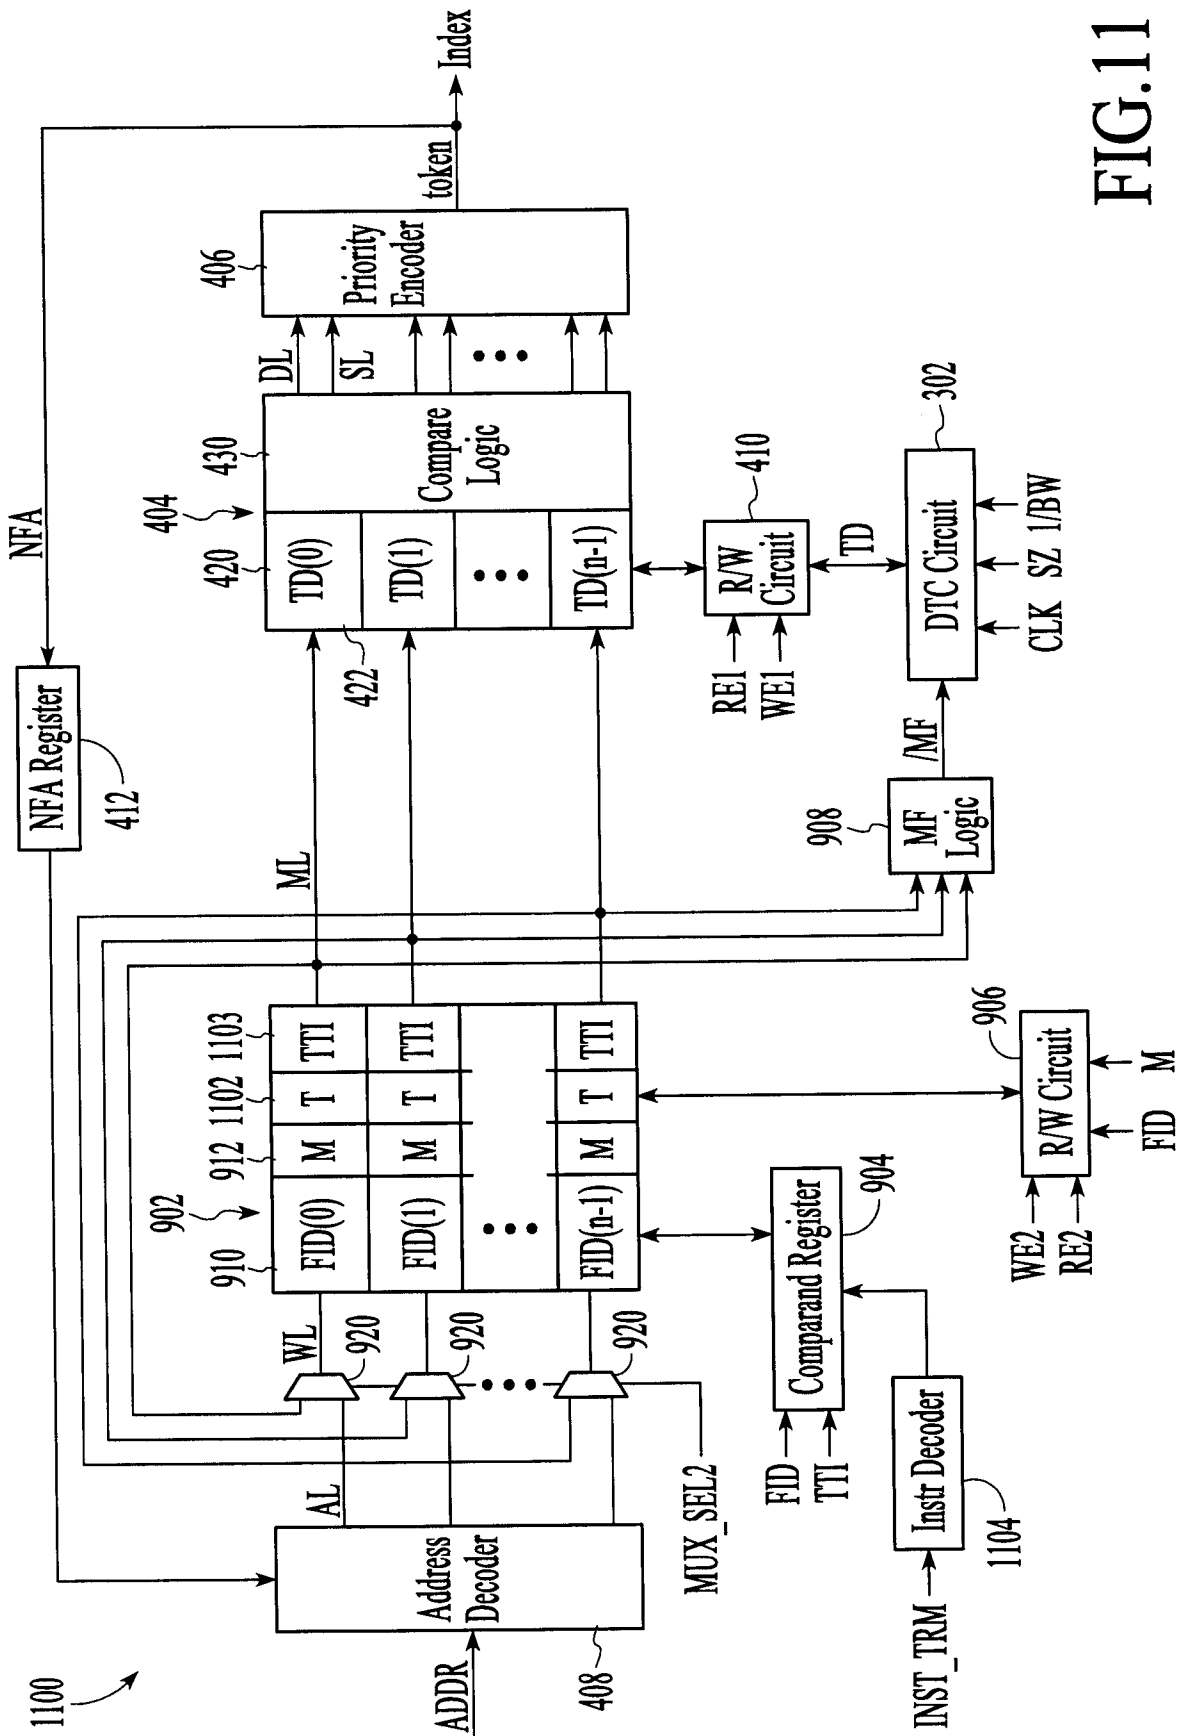 1100
NFA
NFA Register
412
ADDR
Address
Decoder
408
AL
WL
920
920
920
MUX_SEL2
902
910
912
1102
1103
FID(0)
M
T
TTI
FID(1)
M
T
TTI
FID(n-1)
M
T
TTI
ML
404
420
430
TD(0)
TD(1)
TD(n-1)
422
Compare
Logic
DL
SL
406
Priority
Encoder
token
Index
RE1
WE1
R/W
Circuit
410
TD
908
MF
Logic
/MF
DTC Circuit
302
CLK
SZ
1/BW
FID
TTI
Comparand Register
904
INST_TRM
Instr Decoder
1104
WE2
RE2
R/W Circuit
906
FID
M
FIG.11